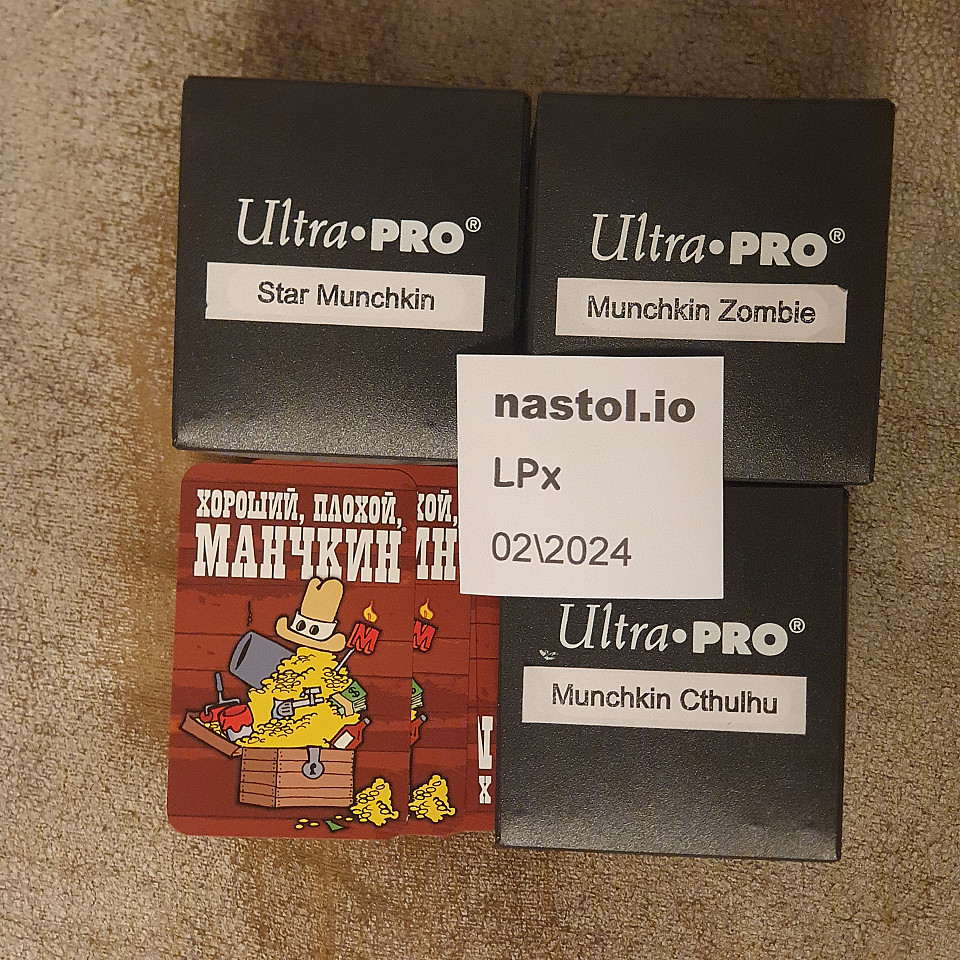 Ultra•PRO®
Star Munchkin
Ultra•PRO®
Munchkin Zombie
nastol.io
LPx
02\2024
ХОРОШИЙ, ПЛОХОЙ,
МАНЧКИН
Ultra•PRO®
Munchkin Cthulhu